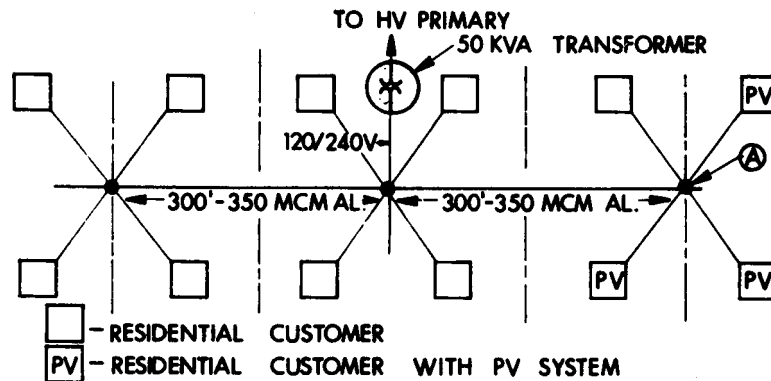 TO HV PRIMARY
50 KVA TRANSFORMER
PV
120/240V
A
300'-350 MCM AL.
300'-350 MCM AL.
PV
PV
- RESIDENTIAL CUSTOMER
PV - RESIDENTIAL CUSTOMER WITH PV SYSTEM